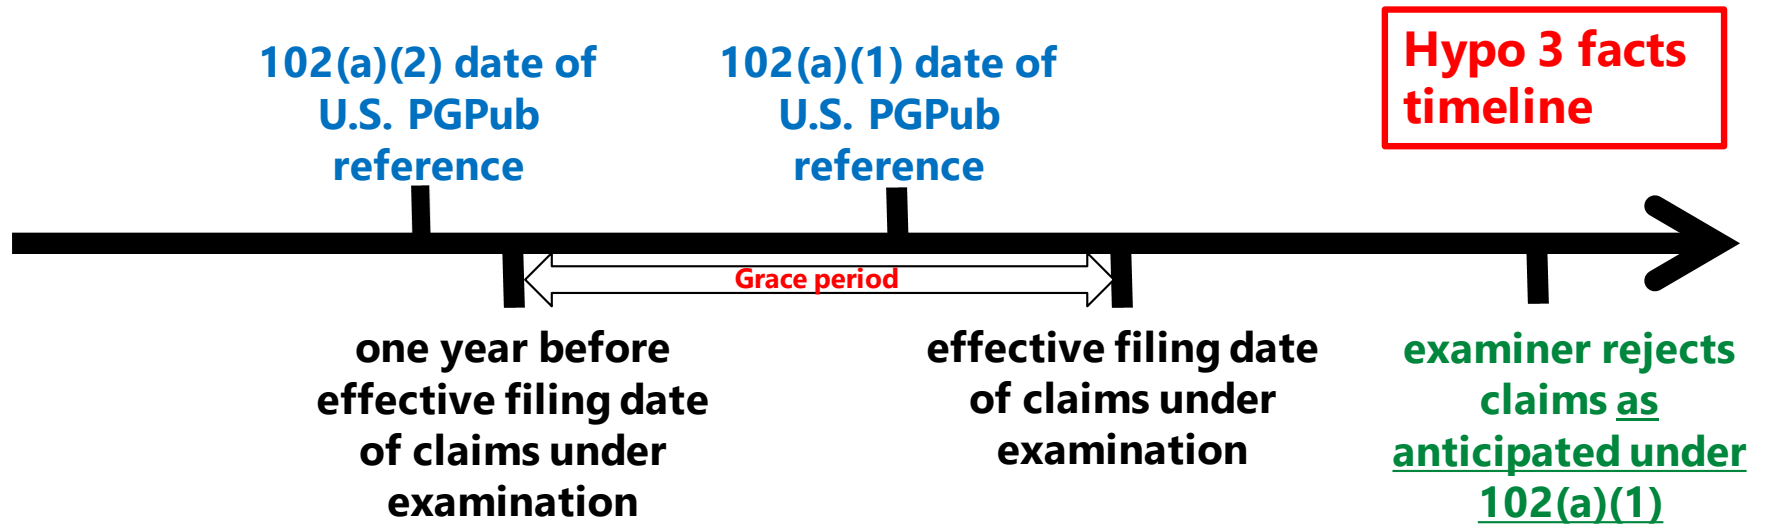 102(a)(2) date of
U.S. PGPub
reference
102(a)(1) date of
U.S. PGPub
reference
Hypo 3 facts
timeline
Grace period
one year before
effective filing date
of claims under
examination
effective filing date
of claims under
examination
examiner rejects
claims as
anticipated under
102(a)(1)